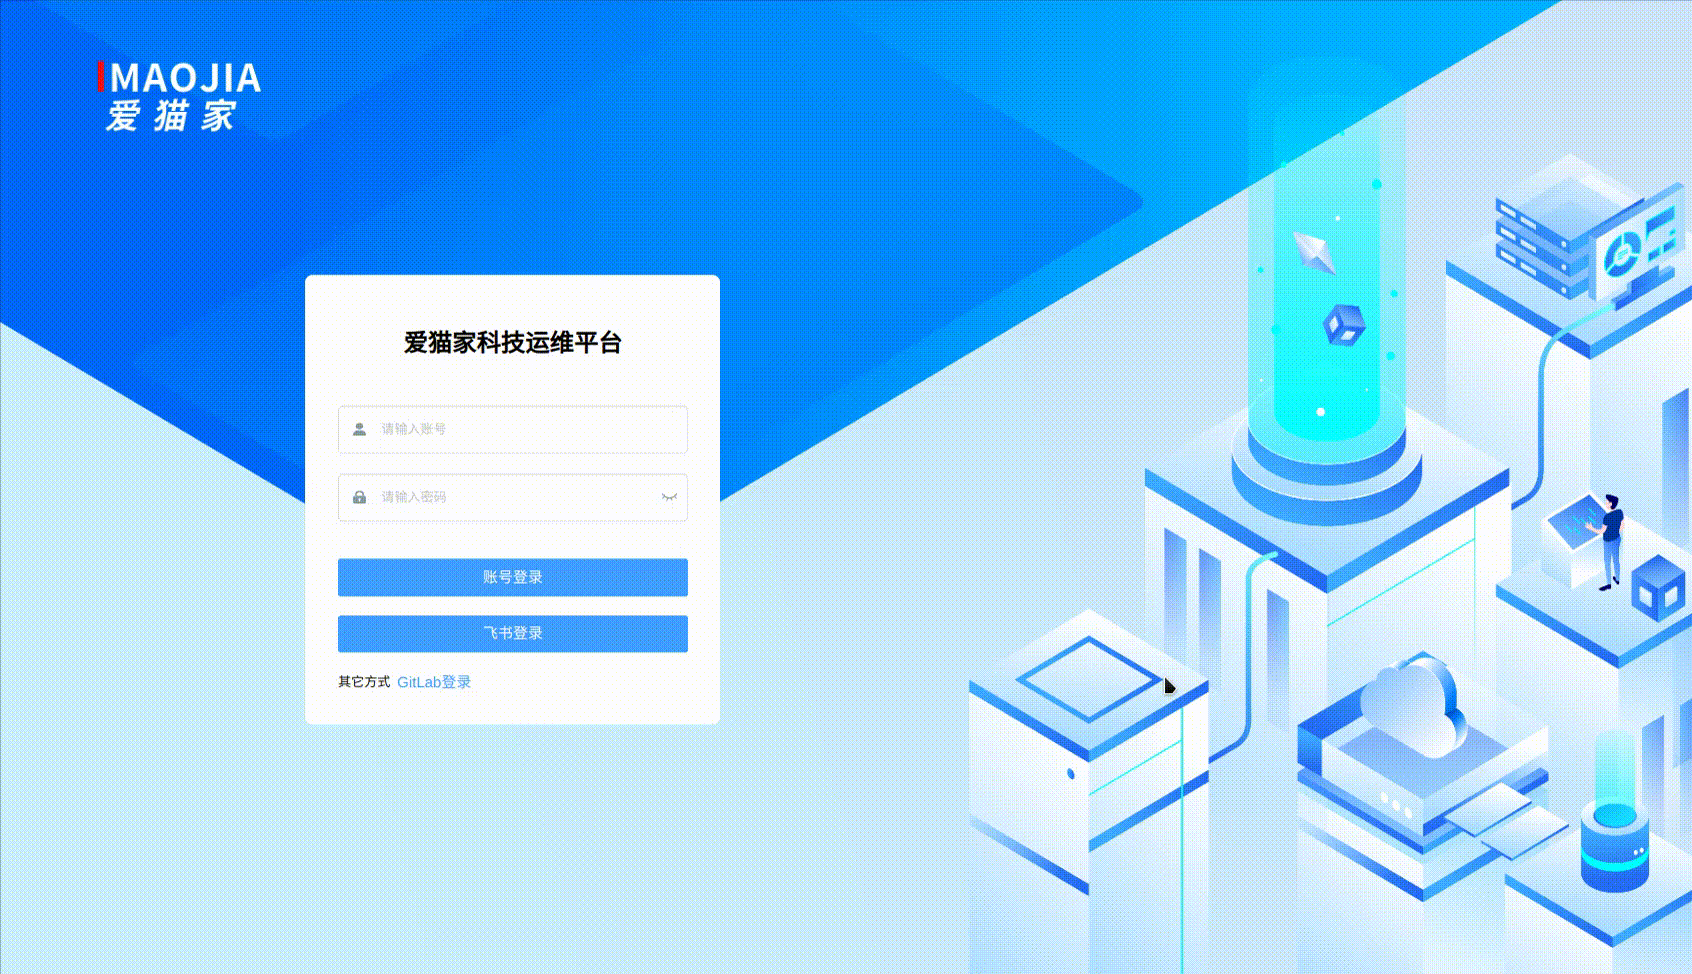 IMAOJIA
爱猫家
爱猫家科技运维平台
请输入账号
请输入密码
账号登录
飞书登录
其它方式 GitLab登录